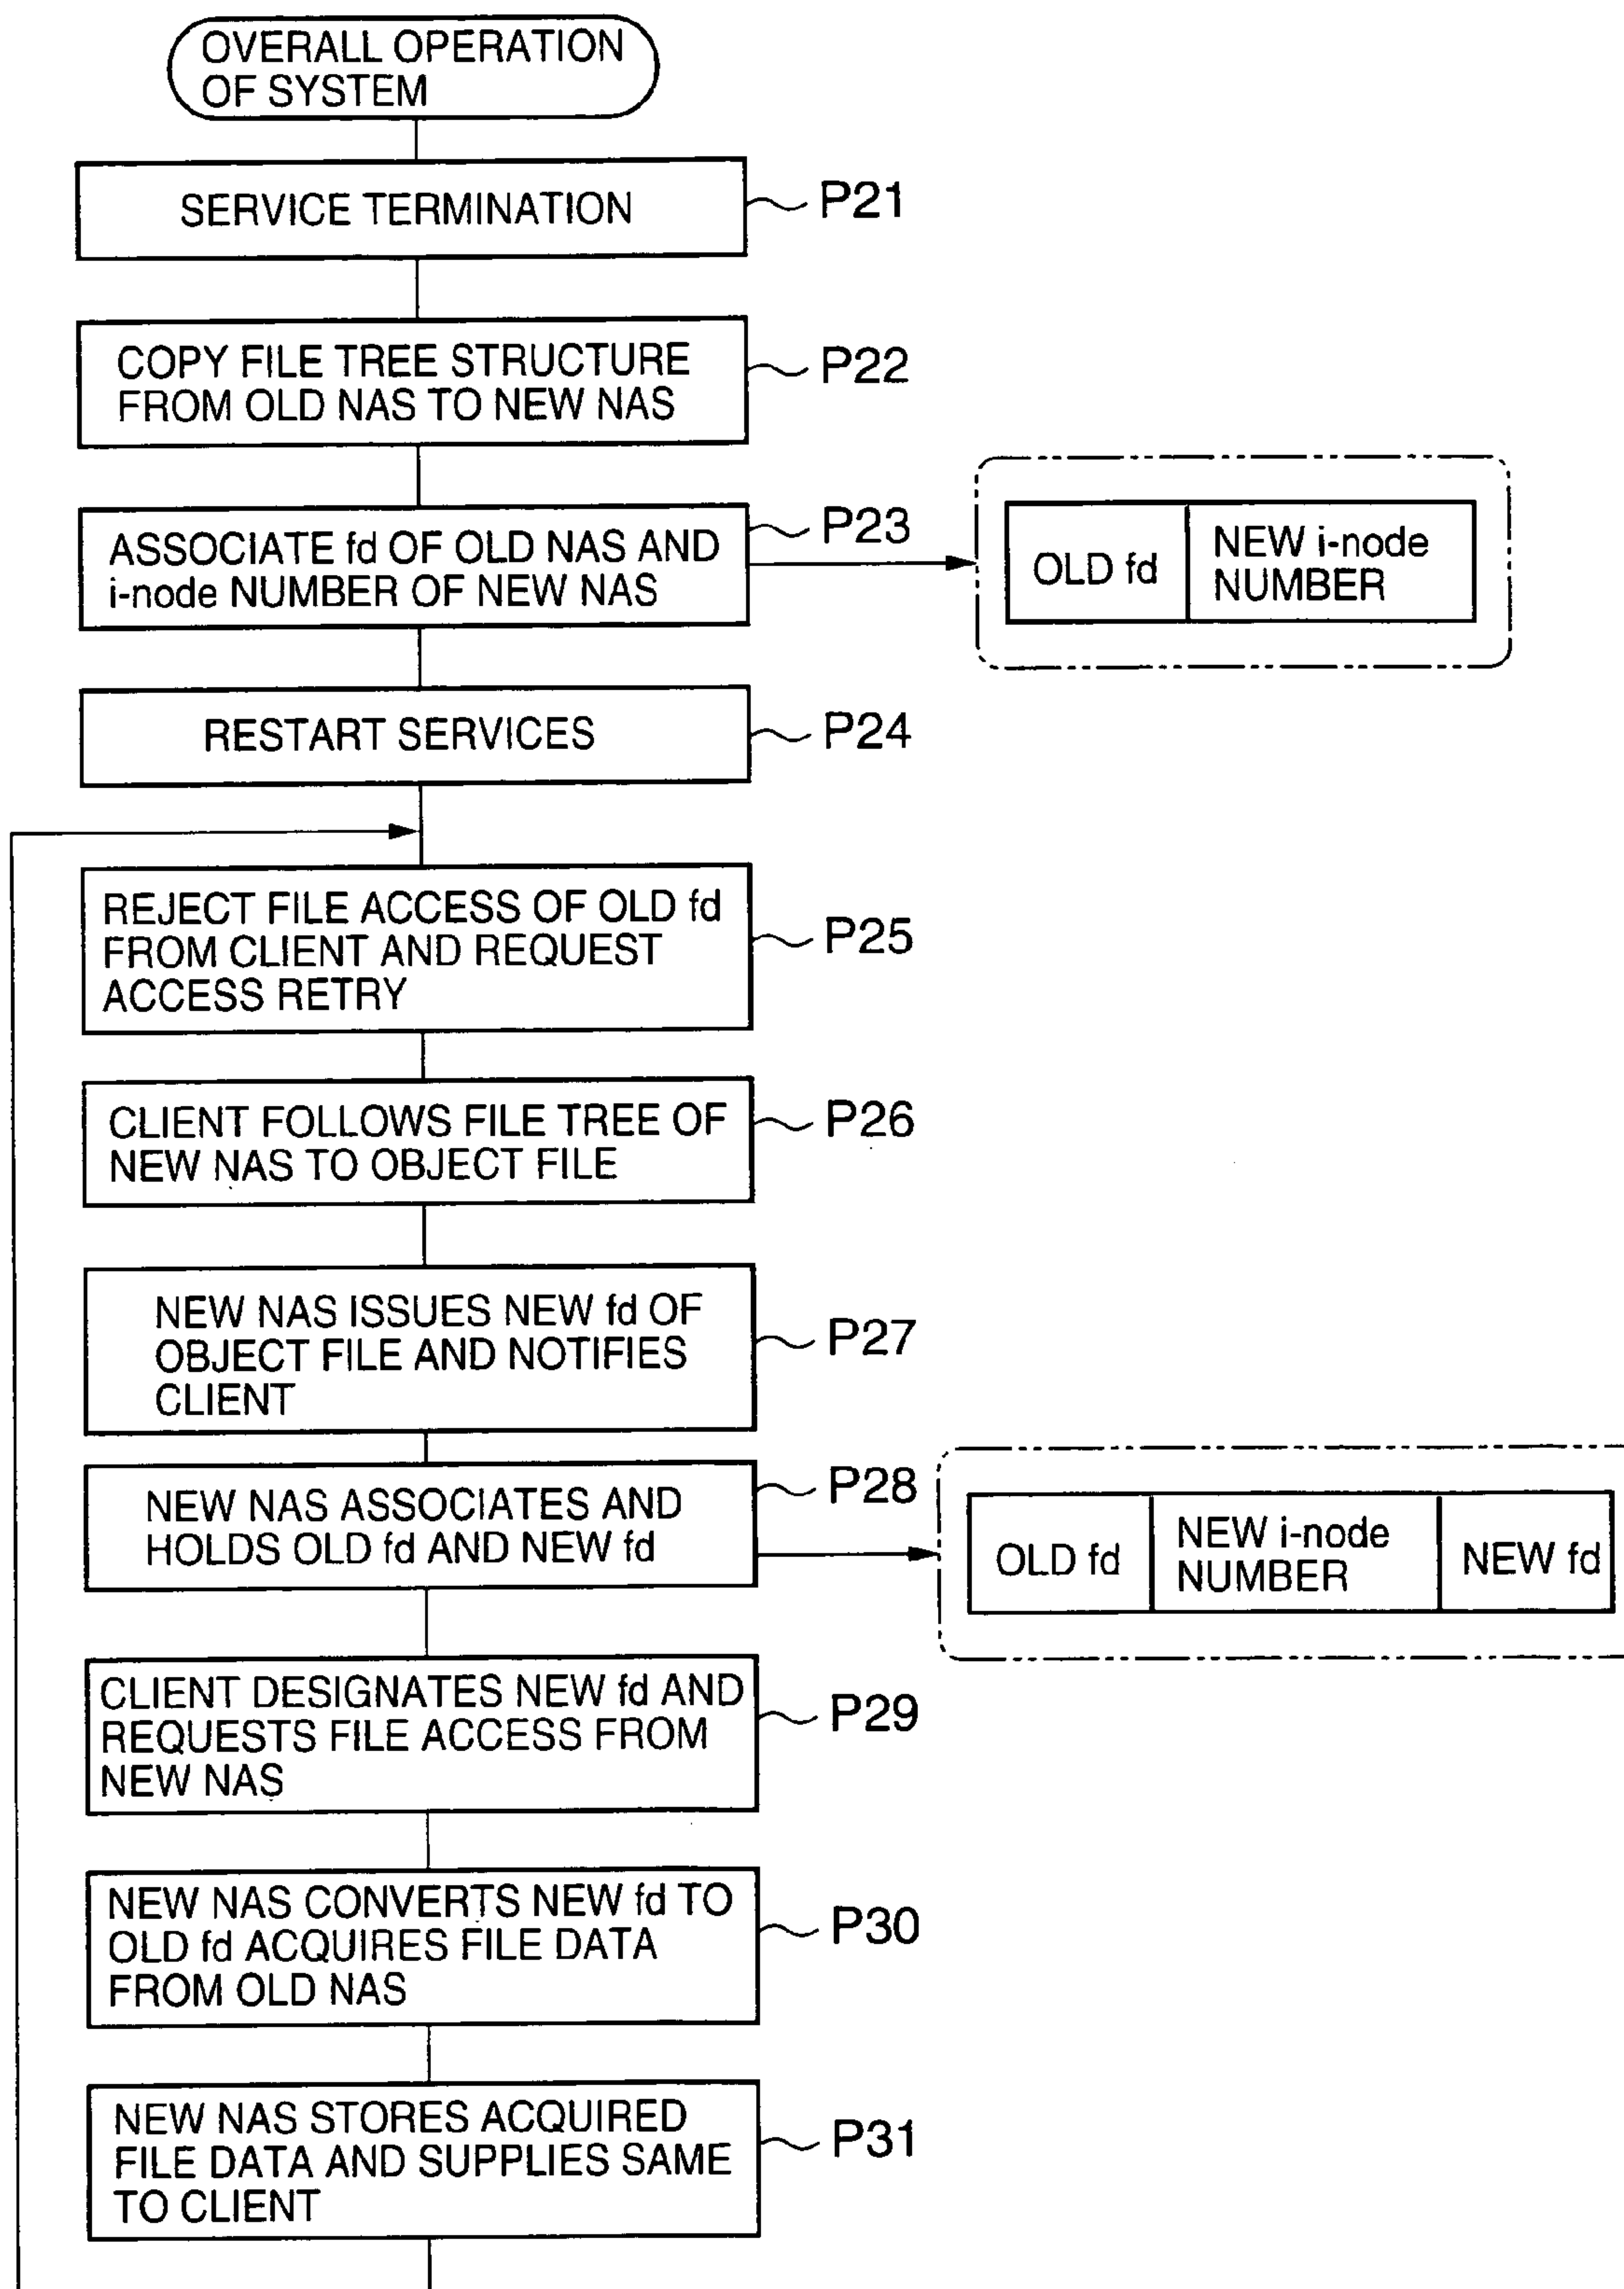 OVERALL OPERATION
OF SYSTEM
SERVICE TERMINATION
P21
COPY FILE TREE STRUCTURE
FROM OLD NAS TO NEW NAS
P22
ASSOCIATE fd OF OLD NAS AND
i-node NUMBER OF NEW NAS
P23
OLD fd
NEW i-node
NUMBER
RESTART SERVICES
P24
REJECT FILE ACCESS OF OLD fd
FROM CLIENT AND REQUEST
ACCESS RETRY
P25
CLIENT FOLLOWS FILE TREE OF
NEW NAS TO OBJECT FILE
P26
NEW NAS ISSUES NEW fd OF
OBJECT FILE AND NOTIFIES
CLIENT
P27
NEW NAS ASSOCIATES AND
HOLDS OLD fd AND NEW fd
P28
OLD fd
NEW i-node
NUMBER
NEW fd
CLIENT DESIGNATES NEW fd AND
REQUESTS FILE ACCESS FROM
NEW NAS
P29
NEW NAS CONVERTS NEW fd TO
OLD fd ACQUIRES FILE DATA
FROM OLD NAS
P30
NEW NAS STORES ACQUIRED
FILE DATA AND SUPPLIES SAME
TO CLIENT
P31